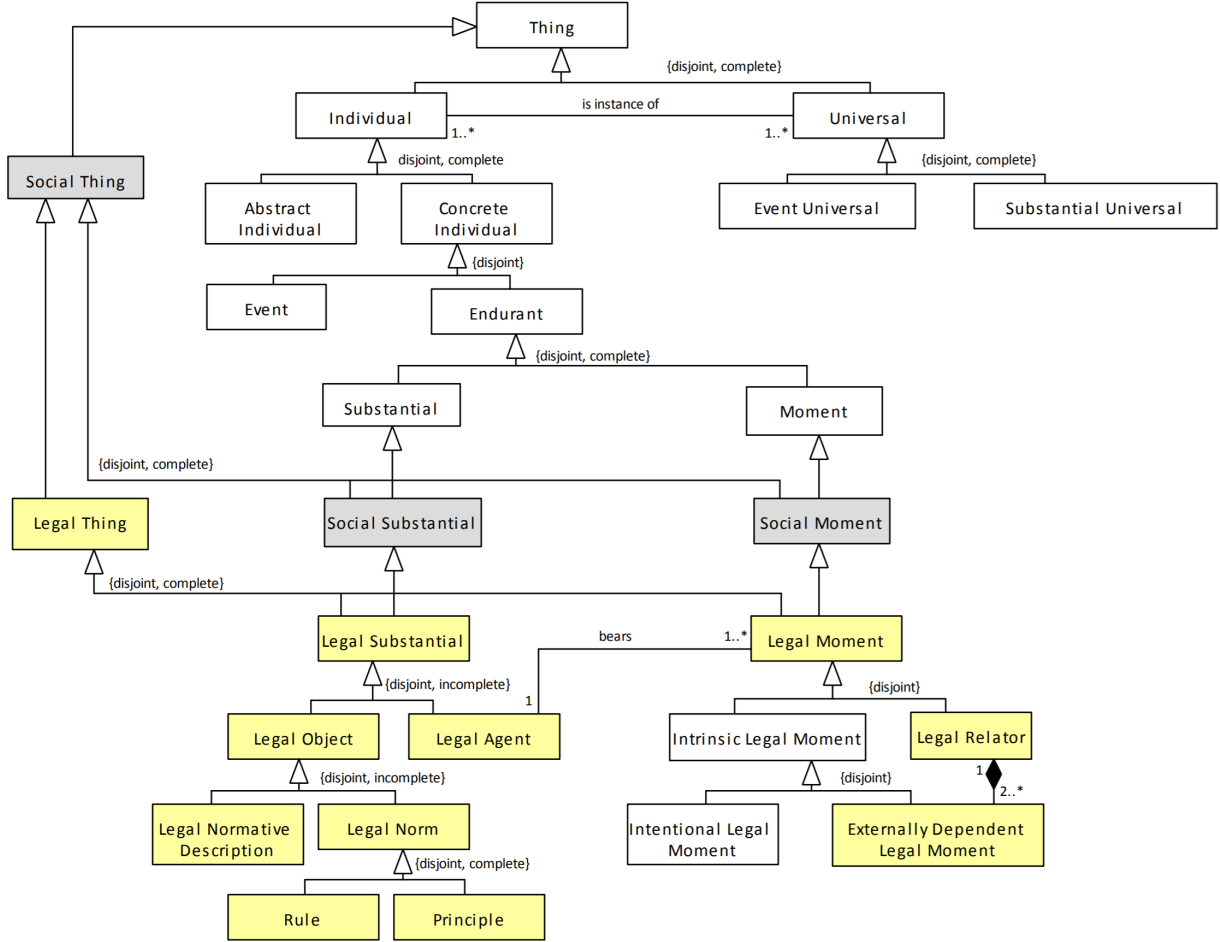 Thing
{disjoint, complete}
Individual
is instance of
Universal
1..*
1..*
disjoint, complete
{disjoint, complete}
Social Thing
Abstract
Individual
Concrete
Individual
Event Universal
Substantial Universal
{disjoint}
Event
Endurant
{disjoint, complete}
Substantial
Moment
{disjoint, complete}
Legal Thing
Social Substantial
Social Moment
{disjoint, complete}
Legal Substantial
bears
1..*
Legal Moment
{disjoint, incomplete}
1
{disjoint}
Legal Object
Legal Agent
Intrinsic Legal Moment
Legal Relator
{disjoint, incomplete}
{disjoint}
1
2..*
Legal Normative
Description
Legal Norm
Intentional Legal
Moment
Externally Dependent
Legal Moment
{disjoint, complete}
Rule
Principle